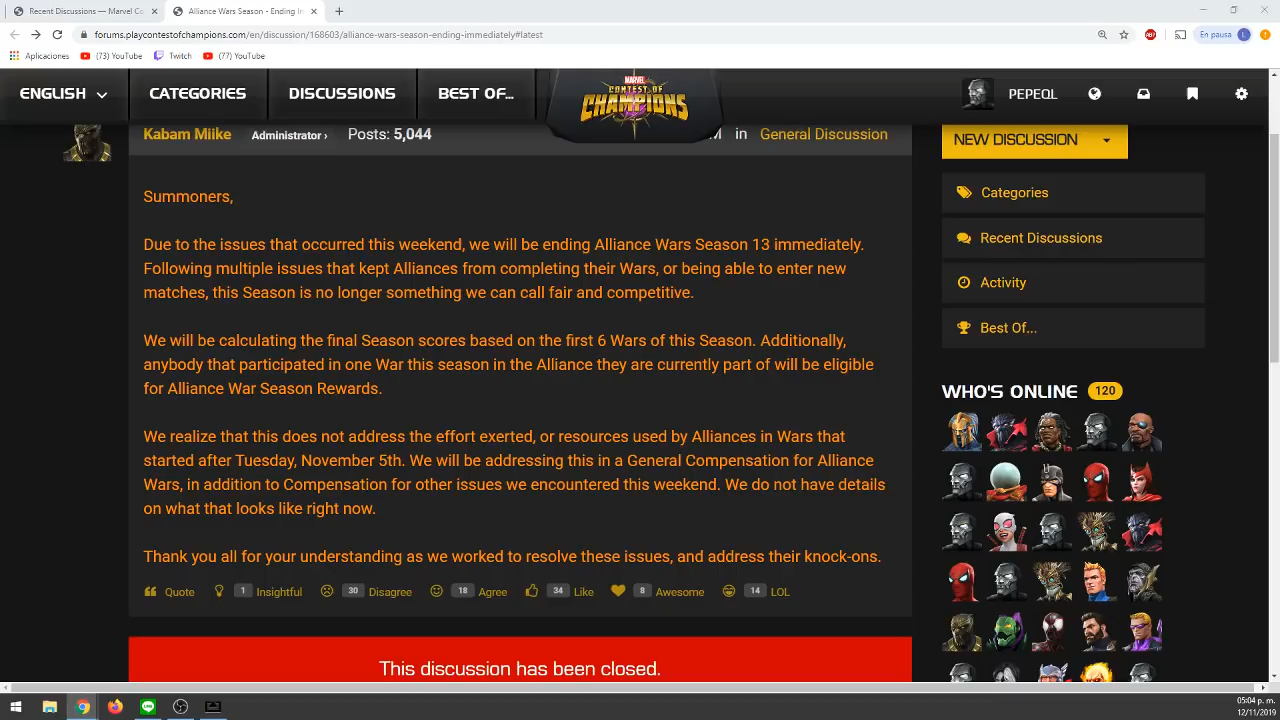 Recent Discussions — Marvel Co
Alliance Wars Season - Ending Im
forums.playcontestofchampions.com/en/discussion/168603/alliance-wars-season-ending-immediately#latest
ABP
En pausa
L
Aplicaciones
(73) YouTube
Twitch
(77) YouTube
ENGLISH
CATEGORIES
DISCUSSIONS
BEST OF...
MARVEL
CONTEST OF
CHAMPIONS
PEPEQL
Kabam Miike Administrator › Posts: 5,044 M in General Discussion
NEW DISCUSSION
Summoners,
Due to the issues that occurred this weekend, we will be ending Alliance Wars Season 13 immediately.
Following multiple issues that kept Alliances from completing their Wars, or being able to enter new
matches, this Season is no longer something we can call fair and competitive.
We will be calculating the final Season scores based on the first 6 Wars of this Season. Additionally,
anybody that participated in one War this season in the Alliance they are currently part of will be eligible
for Alliance War Season Rewards.
We realize that this does not address the effort exerted, or resources used by Alliances in Wars that
started after Tuesday, November 5th. We will be addressing this in a General Compensation for Alliance
Wars, in addition to Compensation for other issues we encountered this weekend. We do not have details
on what that looks like right now.
Thank you all for your understanding as we worked to resolve these issues, and address their knock-ons.
Quote 1 Insightful 30 Disagree 18 Agree 34 Like 8 Awesome 14 LOL
This discussion has been closed.
Categories
Recent Discussions
Activity
Best Of...
WHO'S ONLINE 120
05:04 p. m.
12/11/2019